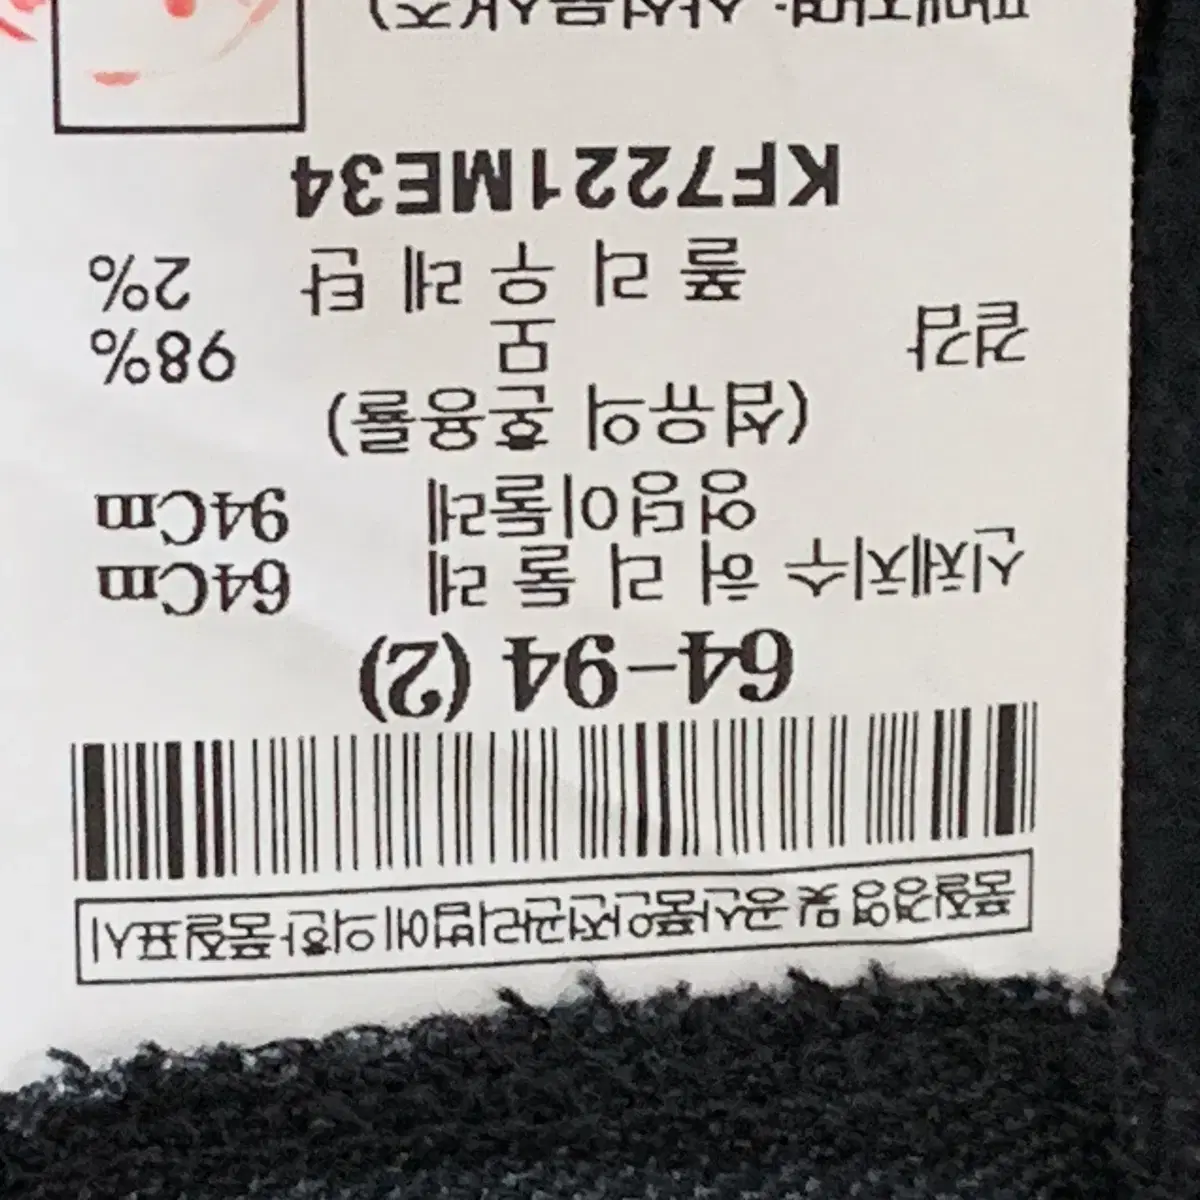 품질경영 및 공산품안전관리법에의한 품질표시
64-94 (2)
신체치수 허 리 둘 레 64Cm
엉덩이둘레 94Cm
(섬유의 혼용률)
겉감 모 98%
폴 리 우 레 탄 2%
KF7221ME34